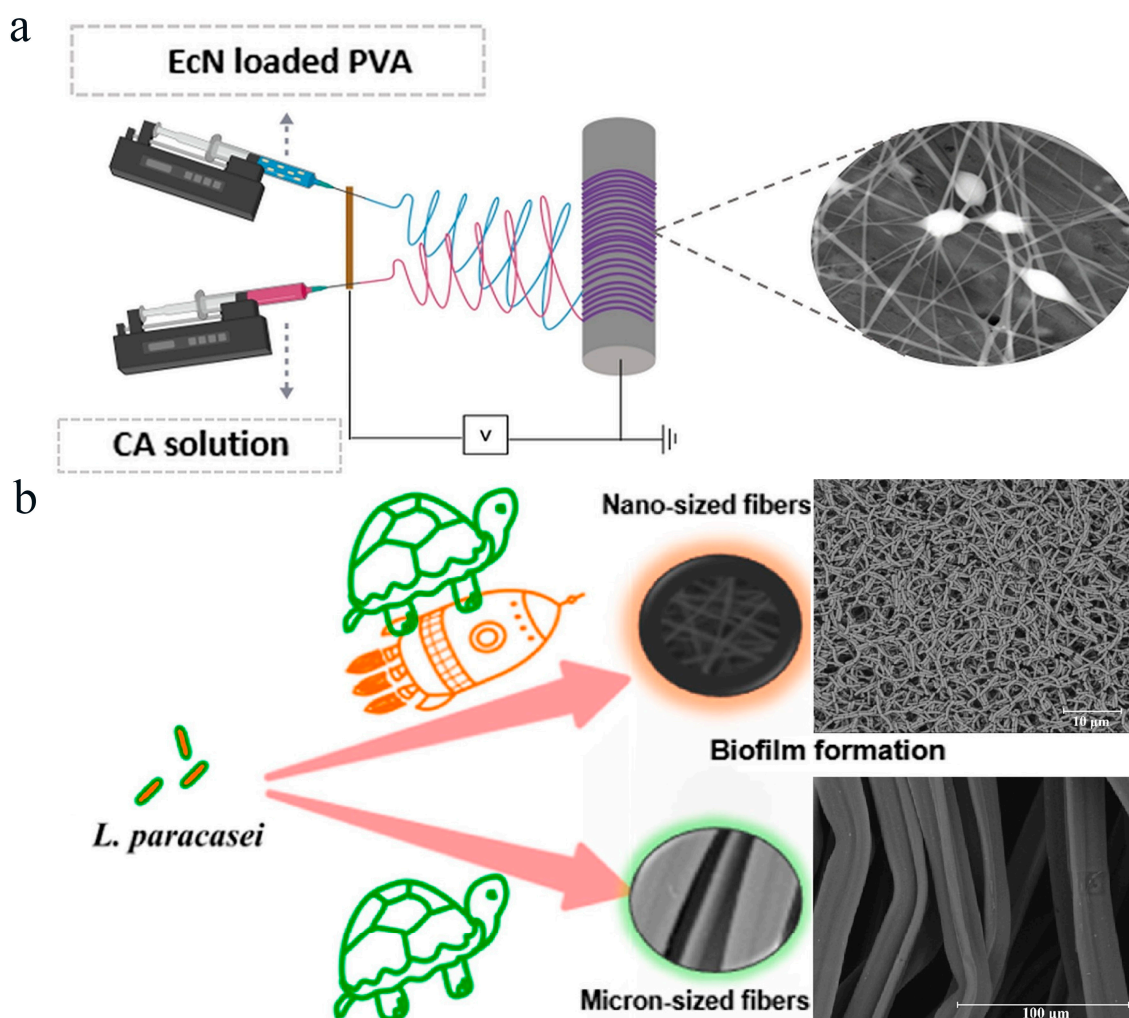 a
EcN loaded PVA
CA solution
V
b
Nano-sized fibers
10 μm
Biofilm formation
L. paracasei
Micron-sized fibers
100 μm